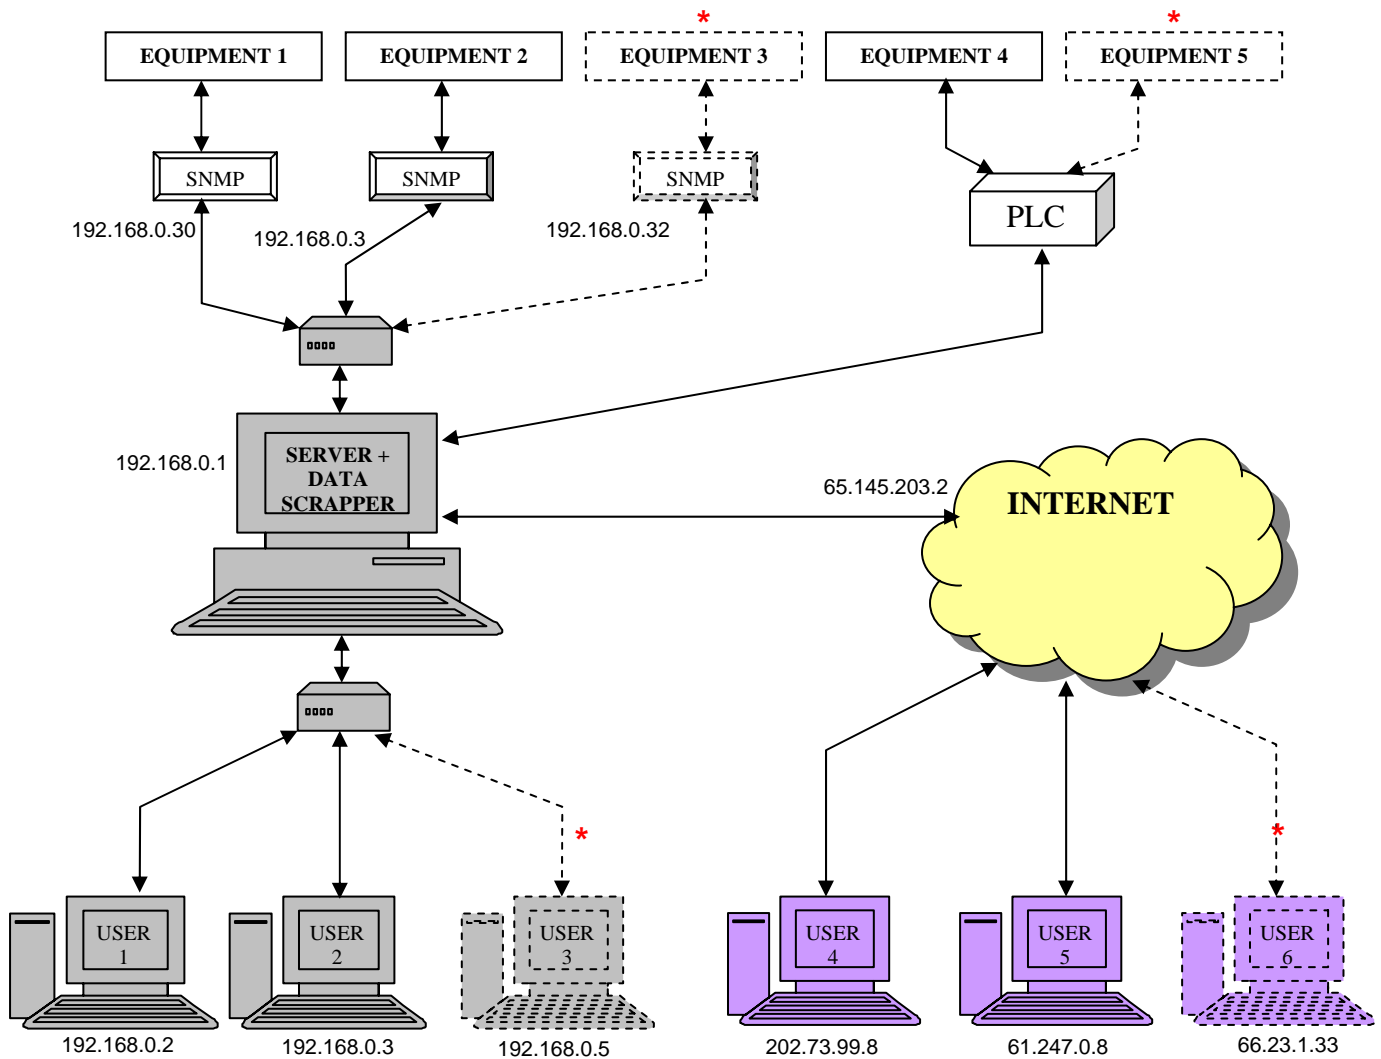 *
*
EQUIPMENT 1
EQUIPMENT 2
EQUIPMENT 3
EQUIPMENT 4
EQUIPMENT 5
SNMP
SNMP
SNMP
PLC
192.168.0.30
192.168.0.3
192.168.0.32
192.168.0.1
SERVER +
DATA
SCRAPPER
65.145.203.2
INTERNET
*
*
USER
1
USER
2
USER
3
USER
4
USER
5
USER
6
192.168.0.2
192.168.0.3
192.168.0.5
202.73.99.8
61.247.0.8
66.23.1.33